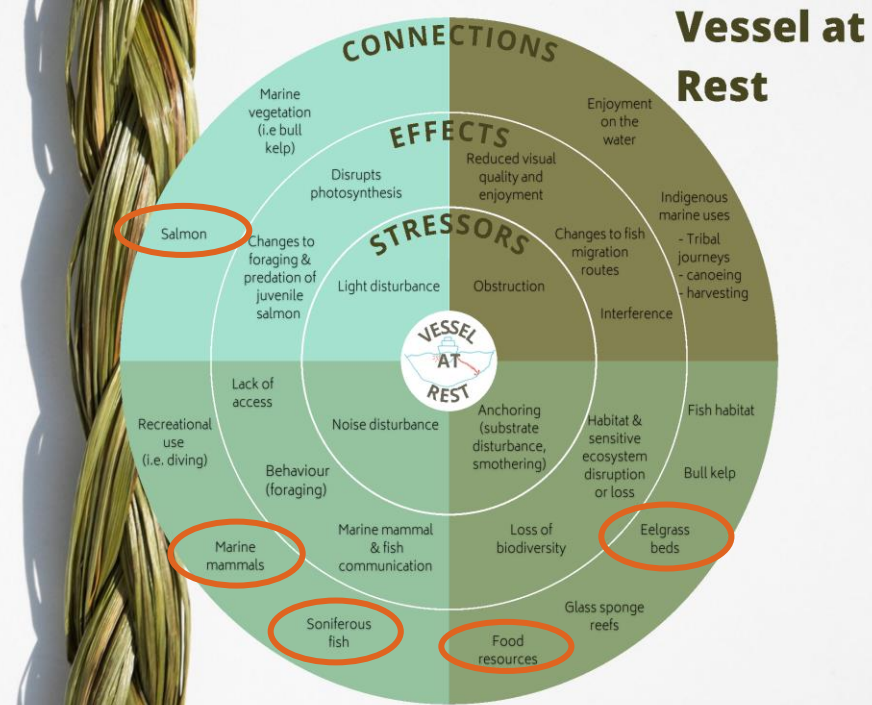 Vessel at
Rest
CONNECTIONS
EFFECTS
STRESSORS
VESSEL
AT
REST
Marine
vegetation
(i.e bull
kelp)
Salmon
Disrupts
photosynthesis
Changes to
foraging &
predation of
juvenile
salmon
Light disturbance
Enjoyment
on the
water
Indigenous
marine uses
- Tribal
journeys
- canoeing
- harvesting
Reduced visual
quality and
enjoyment
Changes to fish
migration
routes
Interference
Obstruction
Recreational
use
(i.e. diving)
Marine
mammals
Soniferous
fish
Lack of
access
Behaviour
(foraging)
Marine mammal
& fish
communication
Noise disturbance
Anchoring
(substrate
disturbance,
smothering)
Habitat &
sensitive
ecosystem
disruption
or loss
Loss of
biodiversity
Fish habitat
Bull kelp
Eelgrass
beds
Glass sponge
reefs
Food
resources